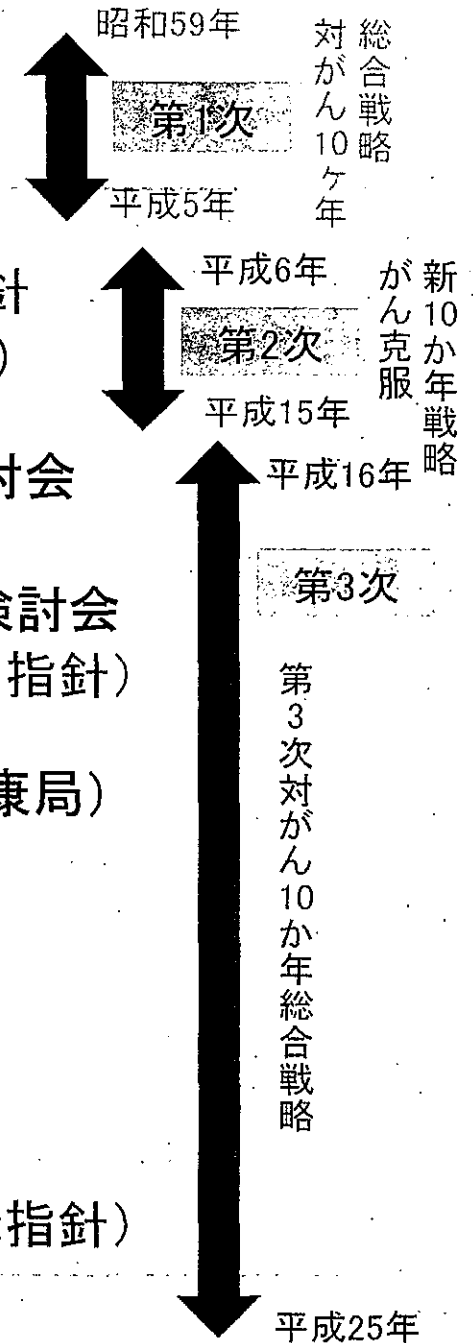 昭和59年
第1次
対がん10ヶ年
総合戦略
平成5年
針
)
平成6年
第2次
がん克服
新10か年戦略
平成15年
討会
平成16年
第3次
検討会
指針)
第3次対がん10か年総合戦略
康局)
指針)
平成25年